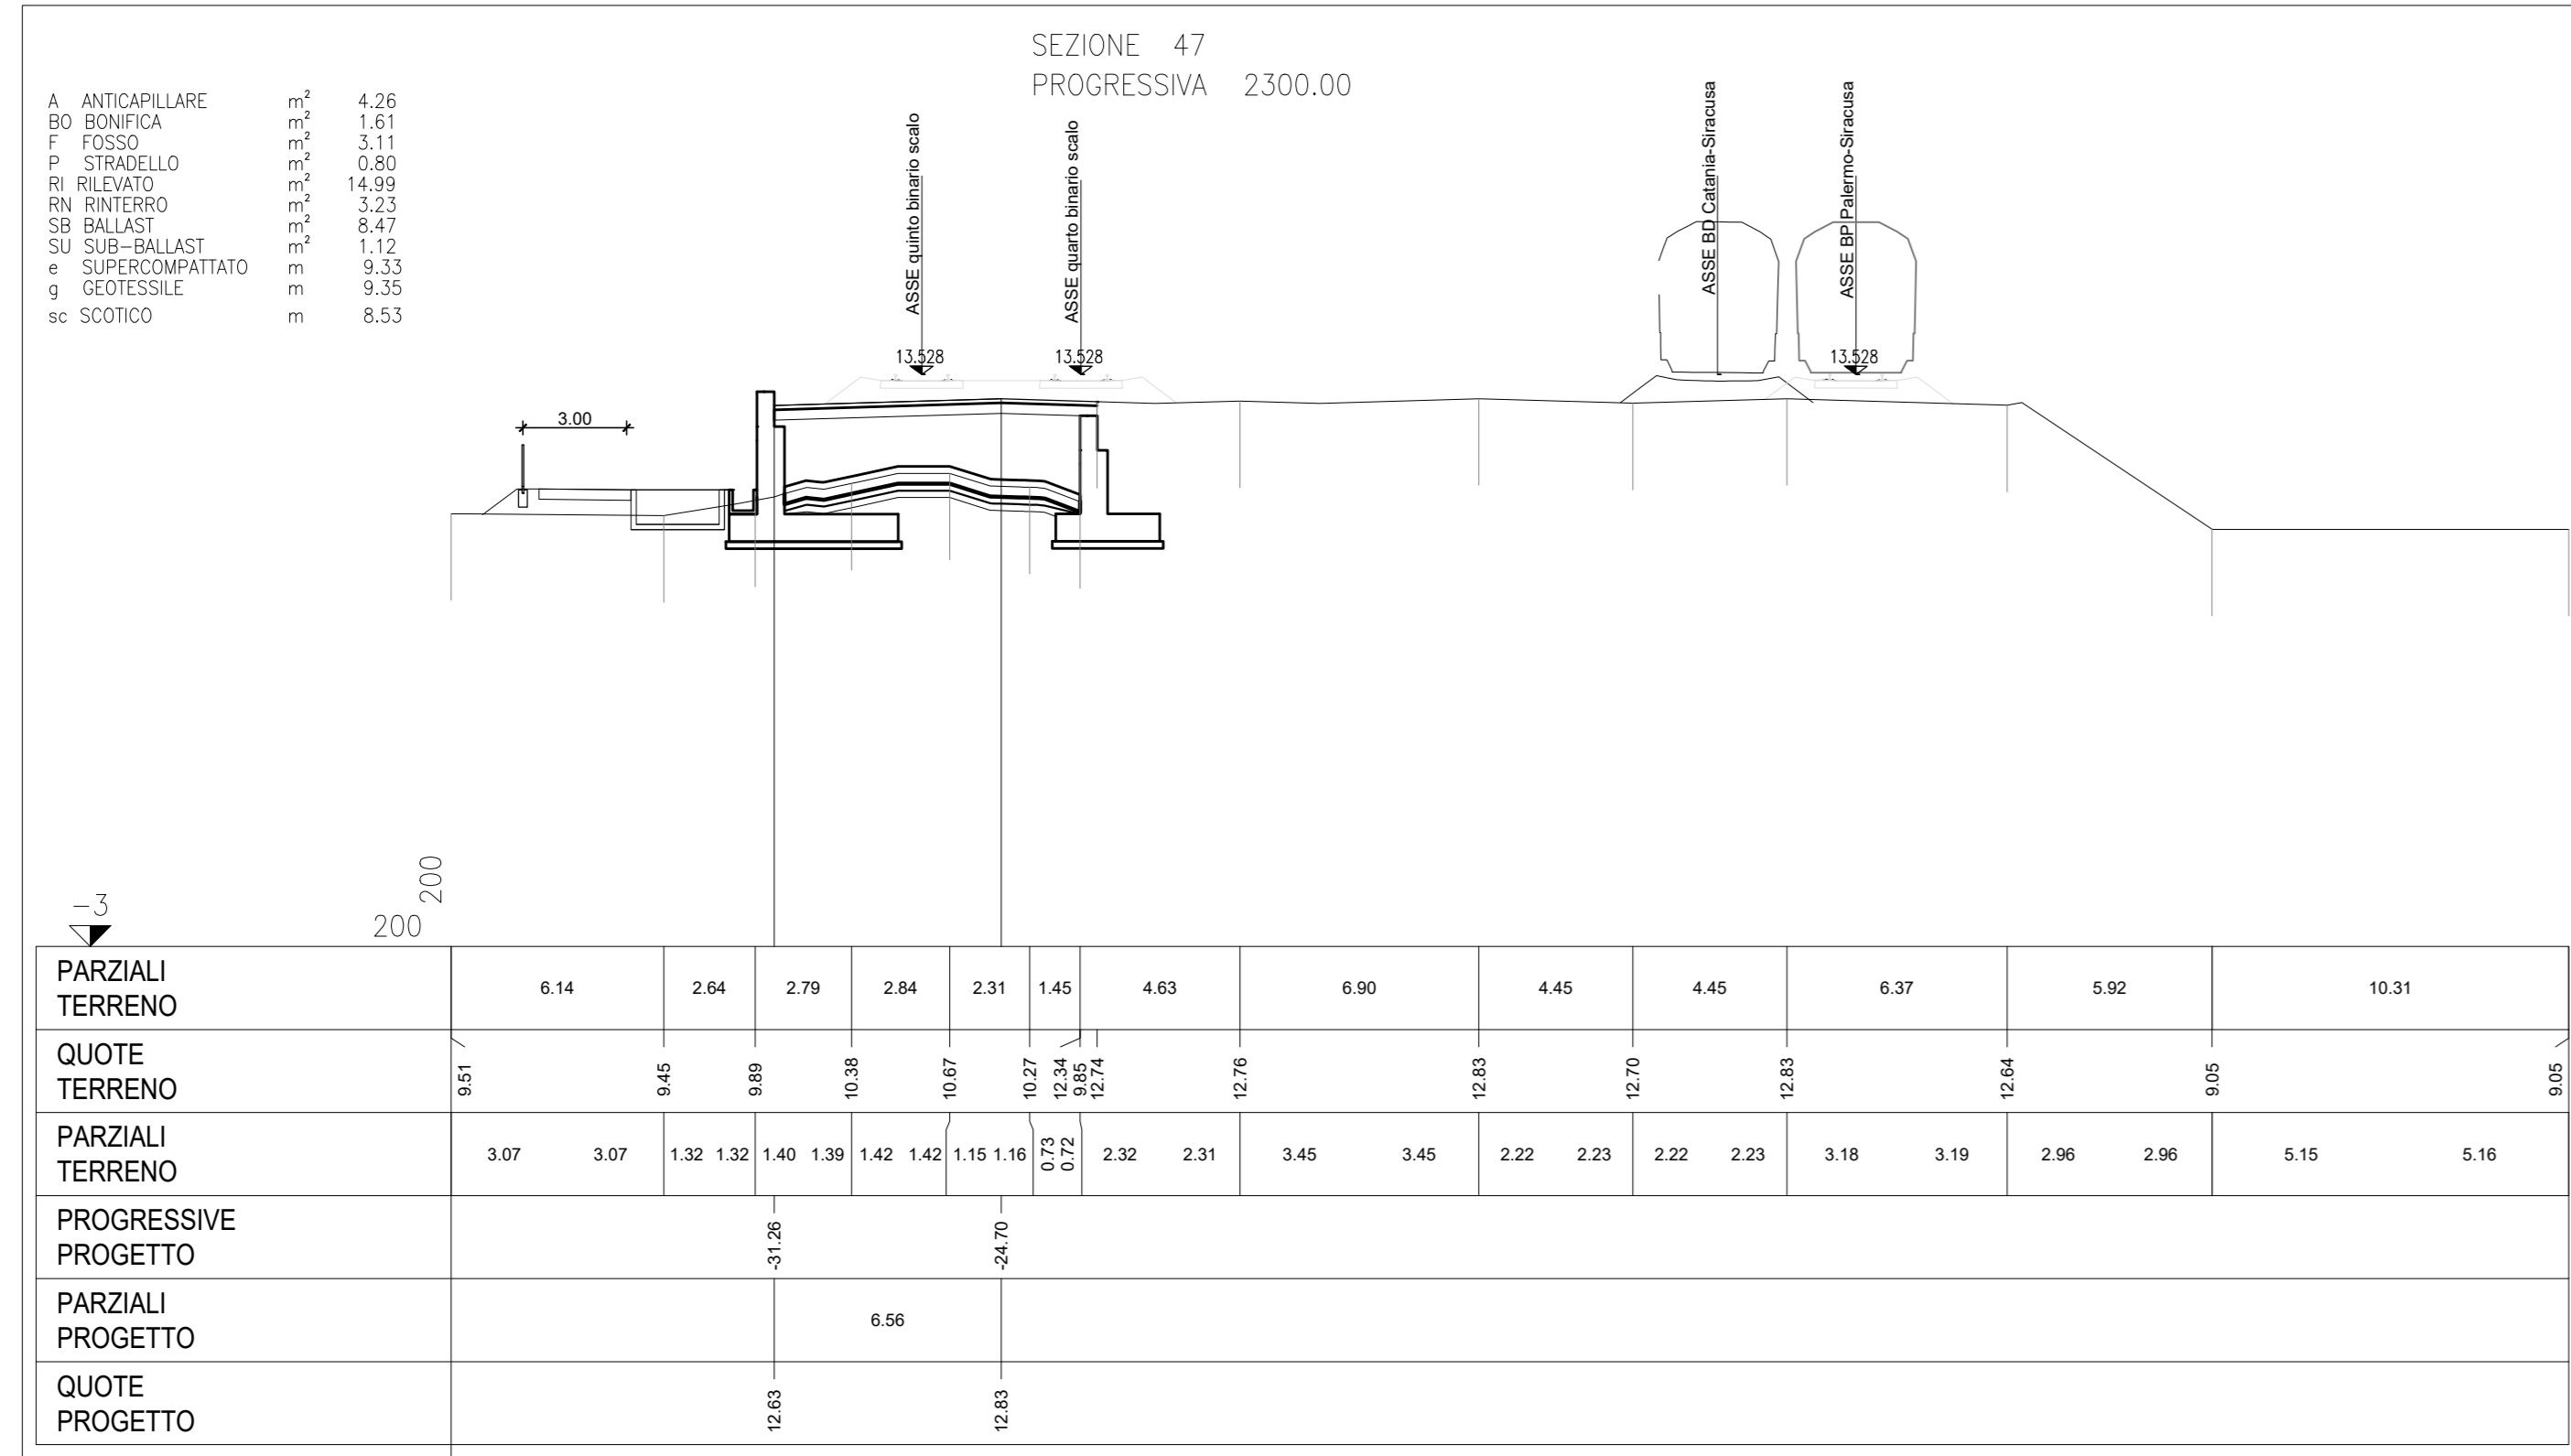 SEZIONE 47
PROGRESSIVA 2300.00
A ANTICAPILLARE m² 4.26
BO BONIFICA m² 1.61
F FOSSO m² 3.11
P STRADELLO m² 0.80
RI RILEVATO m² 14.99
RN RINTERRO m² 3.23
SB BALLAST m² 8.47
SU SUB-BALLAST m² 1.12
e SUPERCOMPATTATO m 9.33
g GEOTESSILE m 9.35
sc SCOTICO m 8.53
ASSE quinto binario scalo
ASSE quarto binario scalo
ASSE BD Catania-Siracusa
ASSE BP Palermo-Siracusa
13.528
13.528
13.528
3.00
-3
200
200
PARZIALI
TERRENO
6.14 2.64 2.79 2.84 2.31 1.45 4.63 6.90 4.45 4.45 6.37 5.92 10.31
QUOTE
TERRENO
9.51 9.45 9.89 10.38 10.67 10.27 12.34 9.85 12.74 12.76 12.83 12.70 12.83 12.64 9.05 9.05
PARZIALI
TERRENO
3.07 3.07 1.32 1.32 1.40 1.39 1.42 1.42 1.15 1.16 0.73 0.72 2.32 2.31 3.45 3.45 2.22 2.23 2.22 2.23 3.18 3.19 2.96 2.96 5.15 5.16
PROGRESSIVE
PROGETTO
-31.26 -24.70
PARZIALI
PROGETTO
6.56
QUOTE
PROGETTO
12.63 12.83